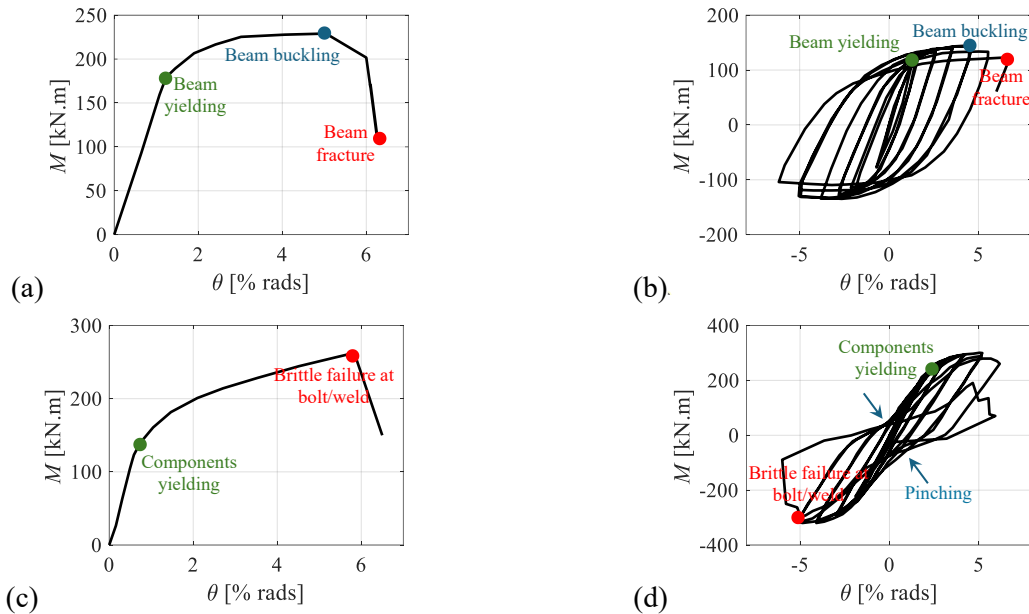 250
200
150
100
50
0
M [kN.m]
0
2
4
6
θ [% rads]
Beam buckling
Beam
yielding
Beam
fracture
(a)
200
100
0
-100
-200
M [kN.m]
-5
0
5
θ [% rads]
Beam yielding
Beam buckling
Beam
fracture
(b).
300
200
100
0
M [kN.m]
0
2
4
6
θ [% rads]
Brittle failure at
bolt/weld
Components
yielding
(c)
400
200
0
-200
-400
M [kN.m]
-5
0
5
θ [% rads]
Components
yielding
Brittle failure at
bolt/weld
Pinching
(d)